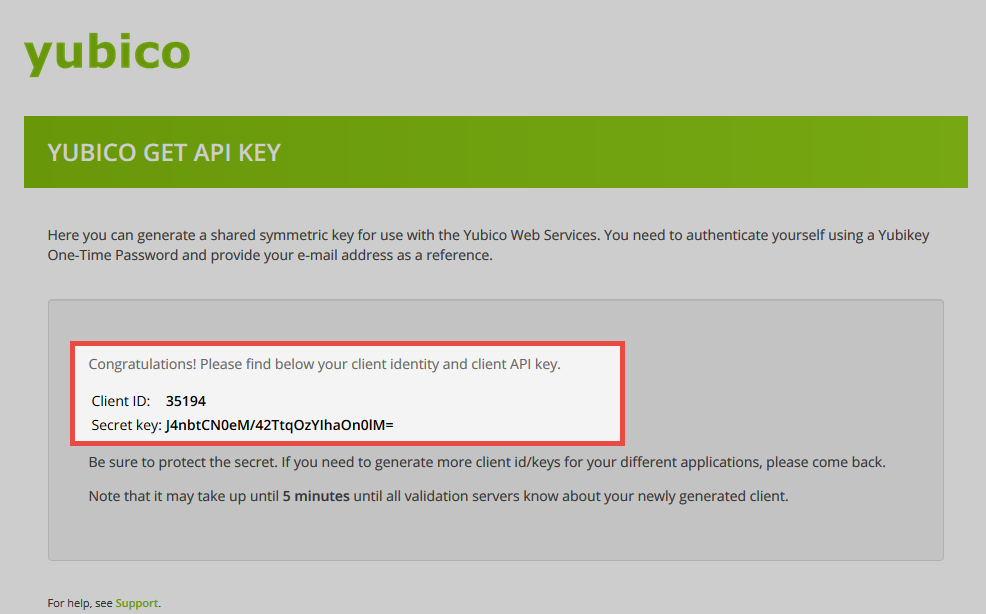 yubico
YUBICO GET API KEY
Here you can generate a shared symmetric key for use with the Yubico Web Services. You need to authenticate yourself using a Yubikey
One-Time Password and provide your e-mail address as a reference.
Congratulations! Please find below your client identity and client API key.
Client ID: 35194
Secret key: J4nbtCN0eM/42TtqOzYIhaOn0lM=
Be sure to protect the secret. If you need to generate more client id/keys for your different applications, please come back.
Note that it may take up until 5 minutes until all validation servers know about your newly generated client.
For help, see Support.